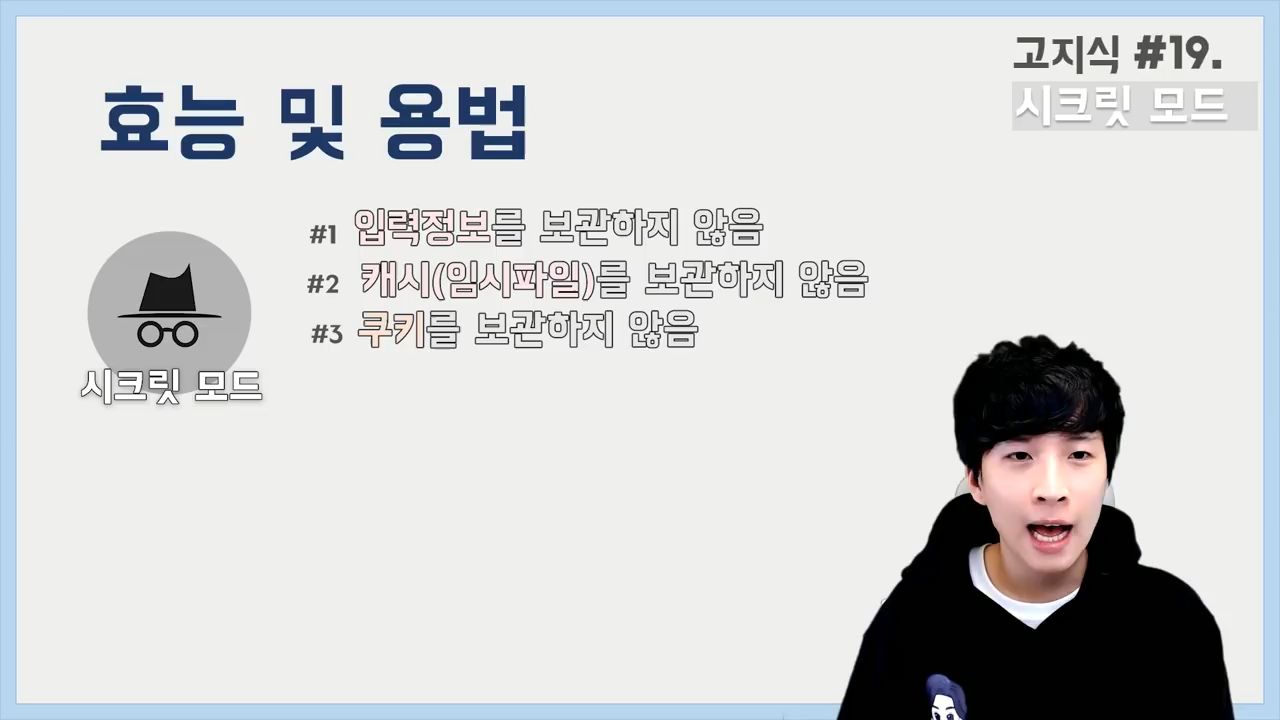 고지식 #19.
시크릿 모드
효능 및 용법
#1 입력정보를 보관하지 않음
#2 캐시(임시파일)를 보관하지 않음
#3 쿠키를 보관하지 않음
시크릿 모드